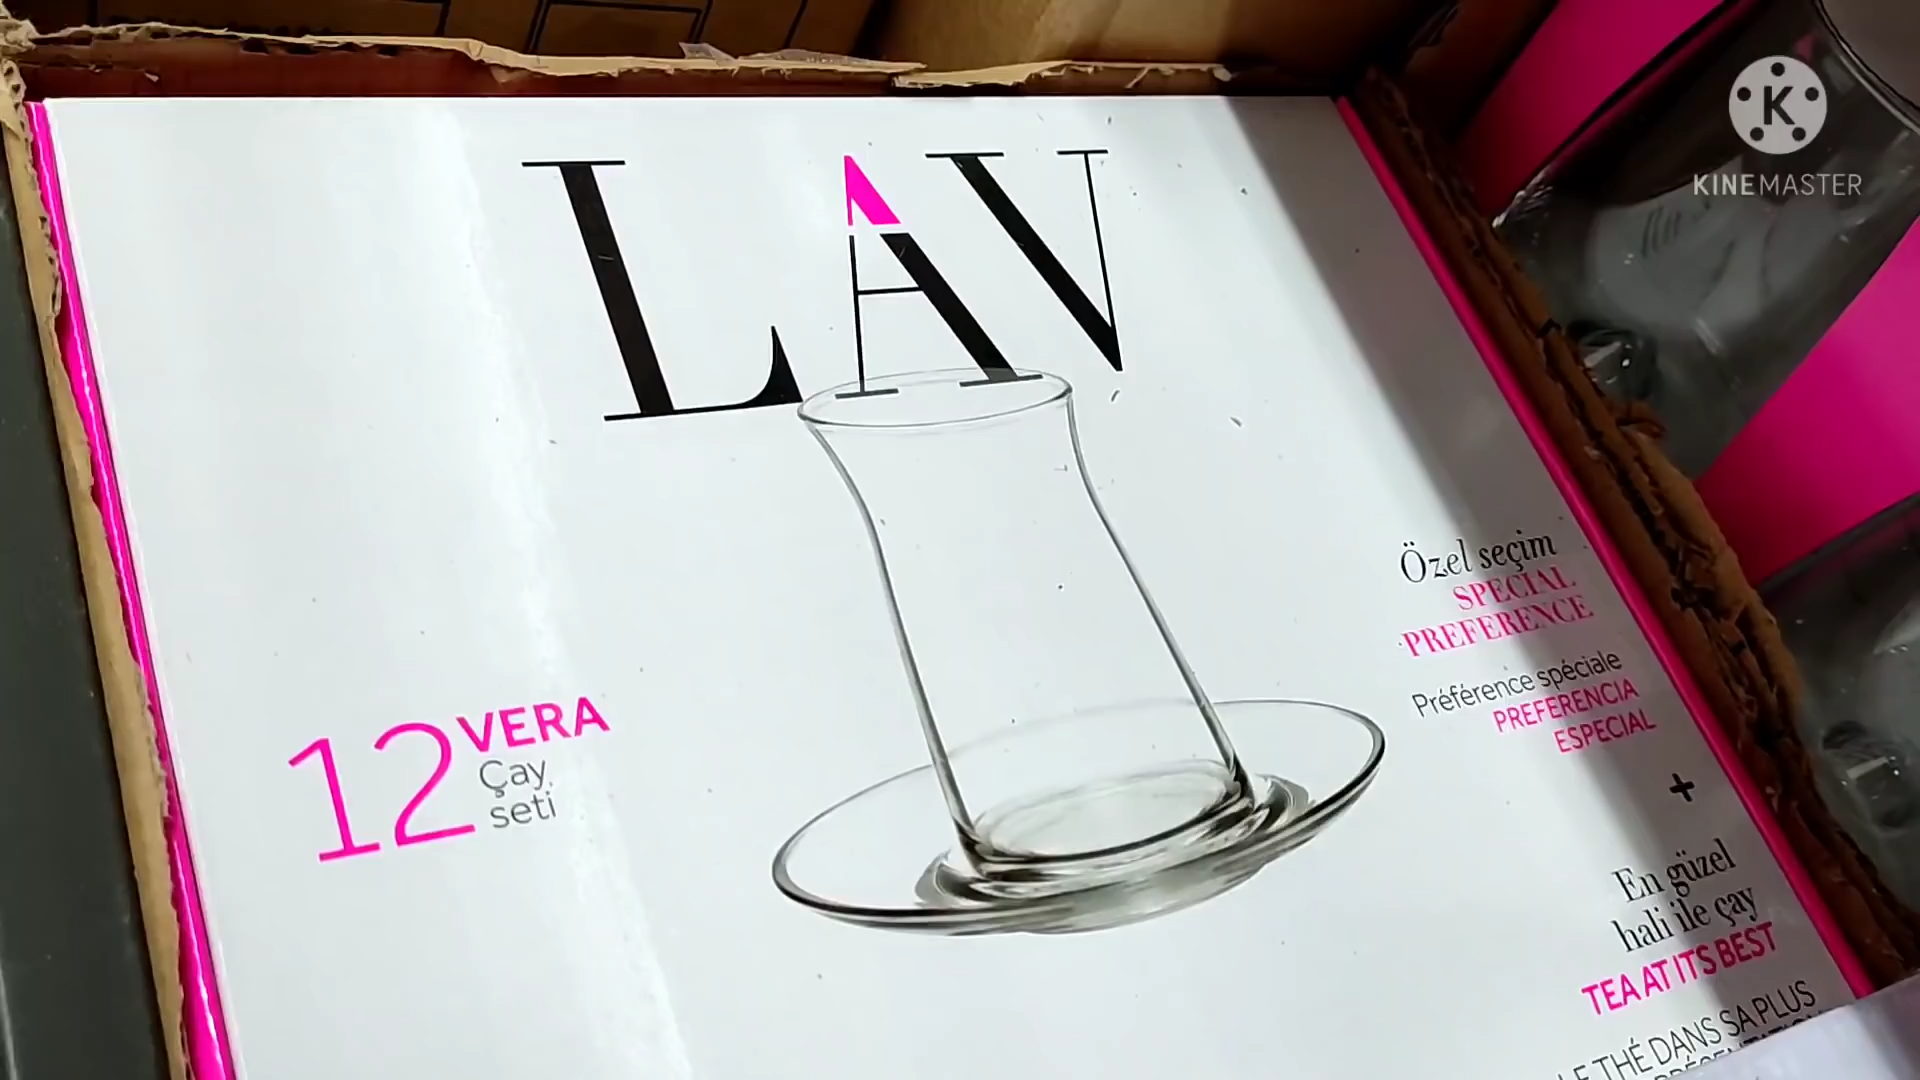 LAV
K
KINEMASTER
12 VERA
Çay
seti
Özel seçim
SPECIAL
PREFERENCE
Préférence spéciale
PREFERENCIA
ESPECIAL
+
En güzel
hali ile çay
TEA AT ITS BEST
LE THÉ DANS SA PLUS